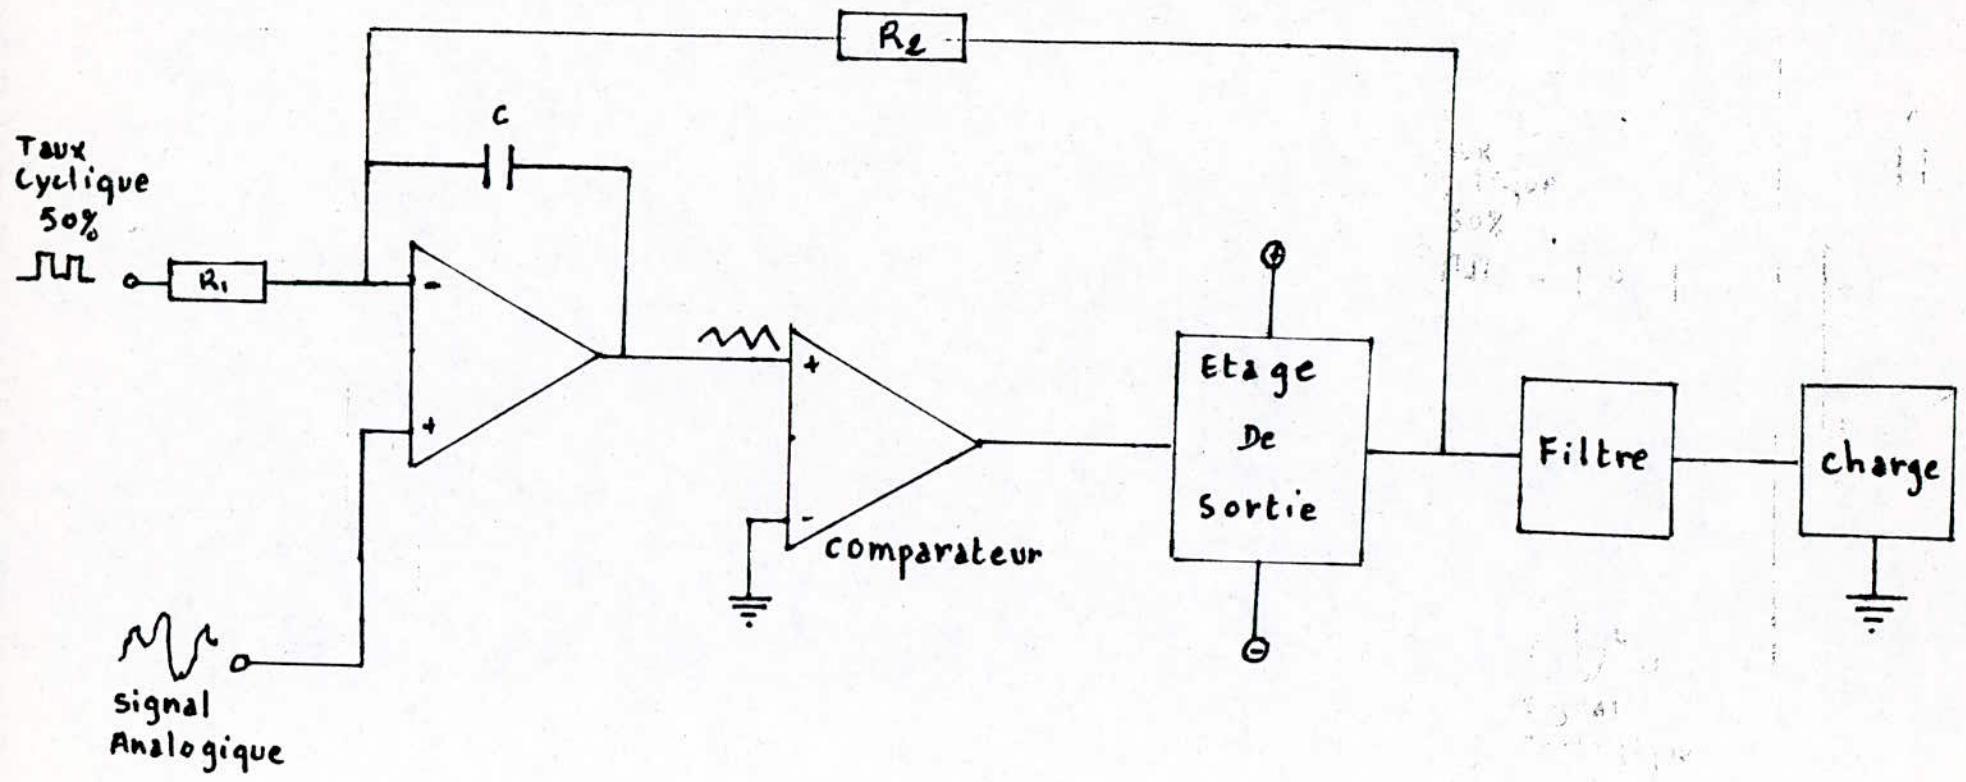 R2
C
Taux
Cyclique
50%
R1
-
+
+
-
comparateur
+
Etage
De
Sortie
-
Filtre
charge
signal
Analogique